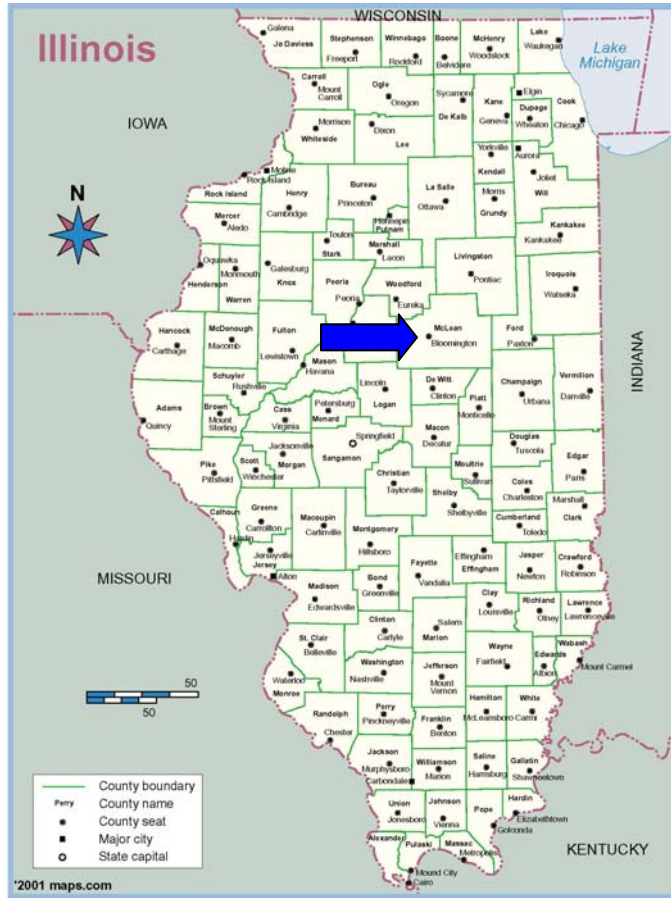 WISCONSIN
Illinois
Lake
Michigan
IOWA
N
INDIANA
MISSOURI
KENTUCKY
Galena
Jo Daviess
Stephenson
Freeport
Winnebago
Rockford
Boone
Belvidere
McHenry
Woodstock
Lake
Waukegan
Carroll
Mount
Carroll
Ogle
Oregon
Sycamore
De Kalb
Kane
Geneva
Elgin
Dupage
Wheaton
Cook
Chicago
Morrison
Whiteside
Dixon
Lee
Yorkville
Kendall
Aurora
Joliet
Will
Moline
Rock Island
Rock Island
Henry
Cambridge
Bureau
Princeton
Hennepin
Putnam
La Salle
Ottawa
Morris
Grundy
Mercer
Aledo
Toulon
Stark
Marshall
Lacon
Kankakee
Kankakee
Oquawka
Henderson
Monmouth
Warren
Galesburg
Knox
Peoria
Peoria
Woodford
Eureka
Livingston
Pontiac
Iroquois
Watseka
Hancock
Carthage
McDonough
Macomb
Fulton
Lewistown
McLean
Bloomington
Ford
Paxton
Mason
Havana
Schuyler
Rushville
Adams
Quincy
Brown
Mount
Sterling
Cass
Virginia
Petersburg
Menard
Lincoln
Logan
De Witt
Clinton
Piatt
Monticello
Champaign
Urbana
Vermilion
Danville
Pike
Pittsfield
Scott
Winchester
Jacksonville
Morgan
Springfield
Sangamon
Macon
Decatur
Christian
Taylorville
Moultrie
Sullivan
Douglas
Tuscola
Edgar
Paris
Coles
Charleston
Shelby
Shelbyville
Marshall
Clark
Cumberland
Toledo
Calhoun
Hardin
Greene
Carrollton
Jerseyville
Jersey
Macoupin
Carlinville
Montgomery
Hillsboro
Alton
Madison
Edwardsville
Bond
Greenville
Fayette
Vandalia
Effingham
Effingham
Jasper
Newton
Crawford
Robinson
Clay
Louisville
Richland
Olney
Lawrence
Lawrenceville
St. Clair
Belleville
Clinton
Carlyle
Salem
Marion
Wayne
Fairfield
Edwards
Albion
Wabash
Mount Carmel
Waterloo
Monroe
Washington
Nashville
Jefferson
Mount
Vernon
Randolph
Chester
Perry
Pinckneyville
Hamilton
McLeansboro
White
Carmi
Franklin
Benton
Jackson
Murphysboro
Carbondale
Williamson
Marion
Saline
Harrisburg
Gallatin
Shawneetown
Union
Jonesboro
Johnson
Vienna
Pope
Golconda
Hardin
Elizabethtown
Alexander
Pulaski
Massac
Metropolis
Mound City
Cairo
50
50
County boundary
Perry County name
County seat
Major city
State capital
'2001 maps.com